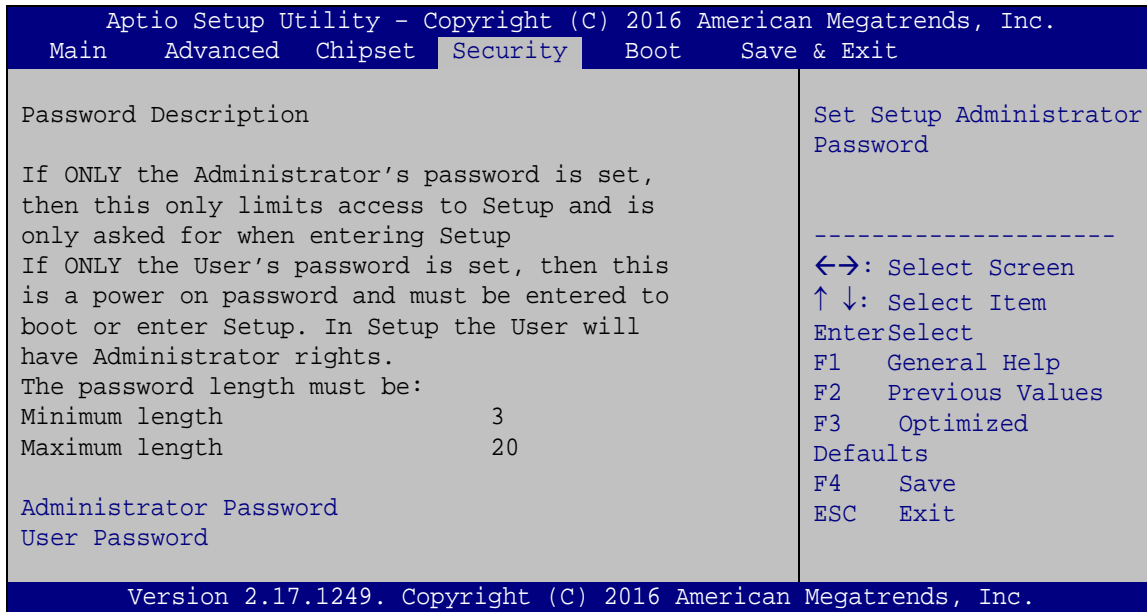 Aptio Setup Utility – Copyright (C) 2016 American Megatrends, Inc.
Main Advanced Chipset Security Boot Save & Exit
Password Description
If ONLY the Administrator’s password is set,
then this only limits access to Setup and is
only asked for when entering Setup
If ONLY the User’s password is set, then this
is a power on password and must be entered to
boot or enter Setup. In Setup the User will
have Administrator rights.
The password length must be:
Minimum length 3
Maximum length 20
Administrator Password
User Password
Set Setup Administrator
Password
---------------------
←→: Select Screen
↑ ↓: Select Item
EnterSelect
F1 General Help
F2 Previous Values
F3 Optimized
Defaults
F4 Save
ESC Exit
Version 2.17.1249. Copyright (C) 2016 American Megatrends, Inc.